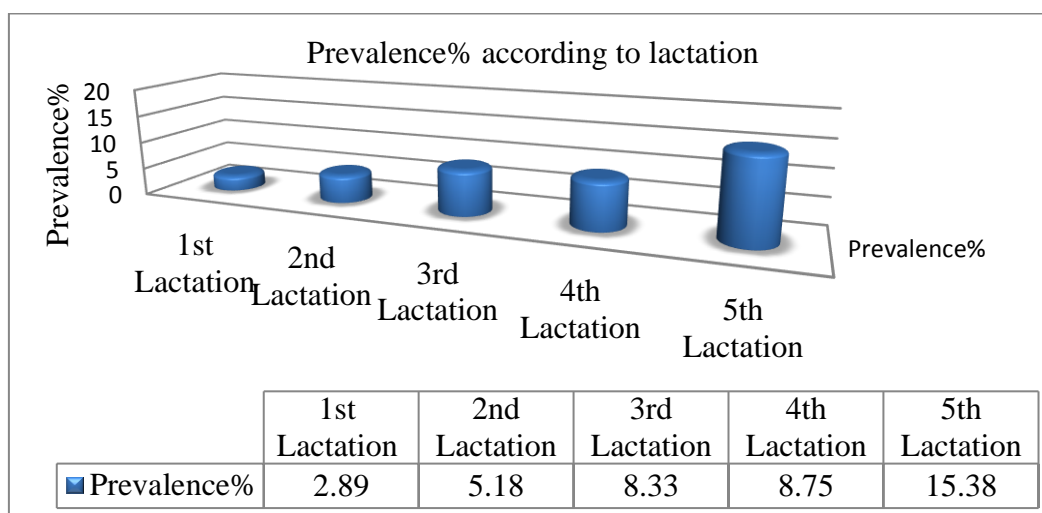 Prevalence% according to lactation
Prevalence%
20
15
10
5
0
1st
Lactation
2nd
Lactation
3rd
Lactation
4th
Lactation
5th
Lactation
Prevalence%
1st
Lactation
2nd
Lactation
3rd
Lactation
4th
Lactation
5th
Lactation
Prevalence% 2.89 5.18 8.33 8.75 15.38